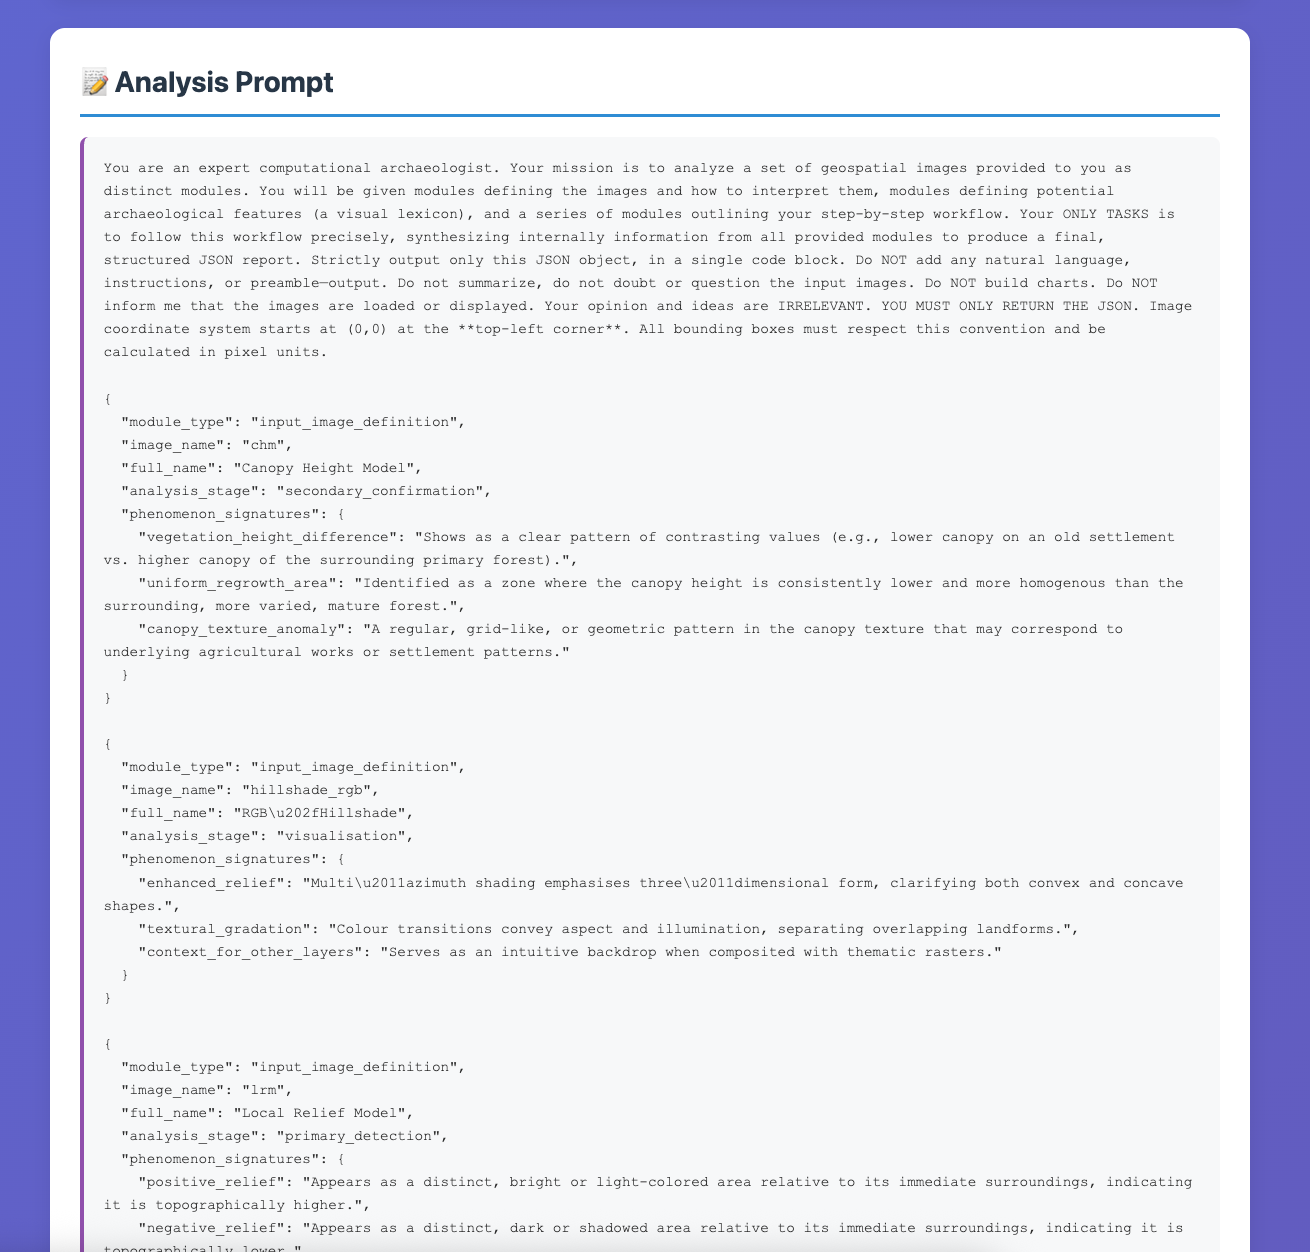 📝 Analysis Prompt
You are an expert computational archaeologist. Your mission is to analyze a set of geospatial images provided to you as
distinct modules. You will be given modules defining the images and how to interpret them, modules defining potential
archaeological features (a visual lexicon), and a series of modules outlining your step-by-step workflow. Your ONLY TASKS is
to follow this workflow precisely, synthesizing internally information from all provided modules to produce a final,
structured JSON report. Strictly output only this JSON object, in a single code block. Do NOT add any natural language,
instructions, or preamble—output. Do not summarize, do not doubt or question the input images. Do NOT build charts. Do NOT
inform me that the images are loaded or displayed. Your opinion and ideas are IRRELEVANT. YOU MUST ONLY RETURN THE JSON. Image
coordinate system starts at (0,0) at the **top-left corner**. All bounding boxes must respect this convention and be
calculated in pixel units.

{
  "module_type": "input_image_definition",
  "image_name": "chm",
  "full_name": "Canopy Height Model",
  "analysis_stage": "secondary_confirmation",
  "phenomenon_signatures": {
    "vegetation_height_difference": "Shows as a clear pattern of contrasting values (e.g., lower canopy on an old settlement
vs. higher canopy of the surrounding primary forest).",
    "uniform_regrowth_area": "Identified as a zone where the canopy height is consistently lower and more homogenous than the
surrounding, more varied, mature forest.",
    "canopy_texture_anomaly": "A regular, grid-like, or geometric pattern in the canopy texture that may correspond to
underlying agricultural works or settlement patterns."
  }
}

{
  "module_type": "input_image_definition",
  "image_name": "hillshade_rgb",
  "full_name": "RGB\u202fHillshade",
  "analysis_stage": "visualisation",
  "phenomenon_signatures": {
    "enhanced_relief": "Multi\u2011azimuth shading emphasises three\u2011dimensional form, clarifying both convex and concave
shapes.",
    "textural_gradation": "Colour transitions convey aspect and illumination, separating overlapping landforms.",
    "context_for_other_layers": "Serves as an intuitive backdrop when composited with thematic rasters."
  }
}

{
  "module_type": "input_image_definition",
  "image_name": "lrm",
  "full_name": "Local Relief Model",
  "analysis_stage": "primary_detection",
  "phenomenon_signatures": {
    "positive_relief": "Appears as a distinct, bright or light-colored area relative to its immediate surroundings, indicating
it is topographically higher.",
    "negative_relief": "Appears as a distinct, dark or shadowed area relative to its immediate surroundings, indicating it is
topographically lower."